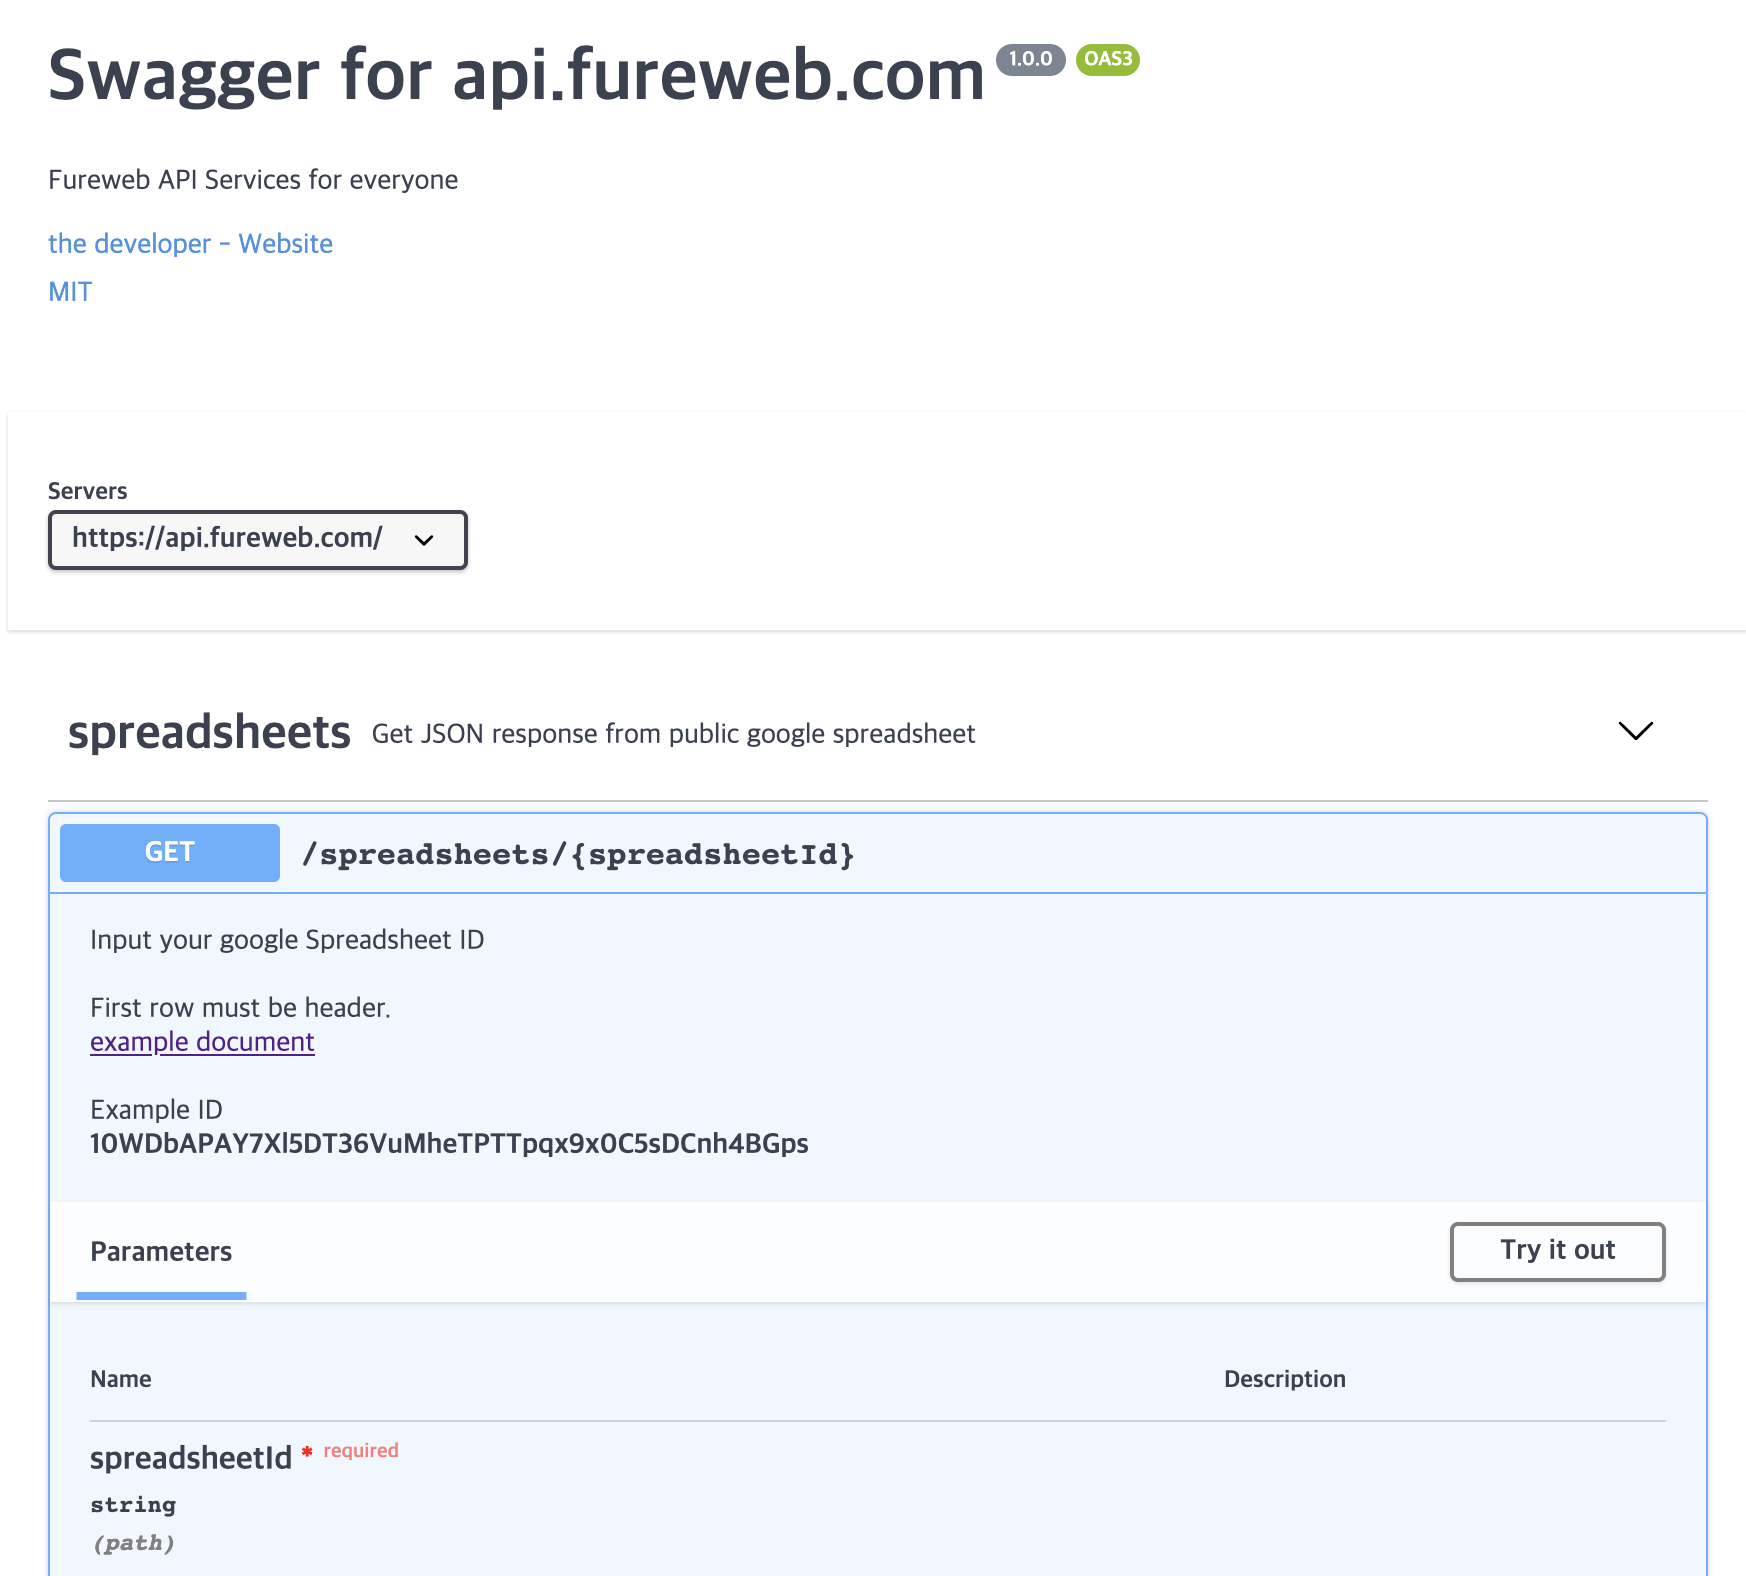 Swagger for api.fureweb.com 1.0.0 OAS3
Fureweb API Services for everyone
the developer - Website
MIT
Servers
https://api.fureweb.com/
spreadsheets Get JSON response from public google spreadsheet
GET /spreadsheets/{spreadsheetId}
Input your google Spreadsheet ID
First row must be header.
example document
Example ID
10WDbAPAY7Xl5DT36VuMheTPTTpqx9x0C5sDCnh4BGps
Parameters Try it out
Name Description
spreadsheetId * required
string
(path)